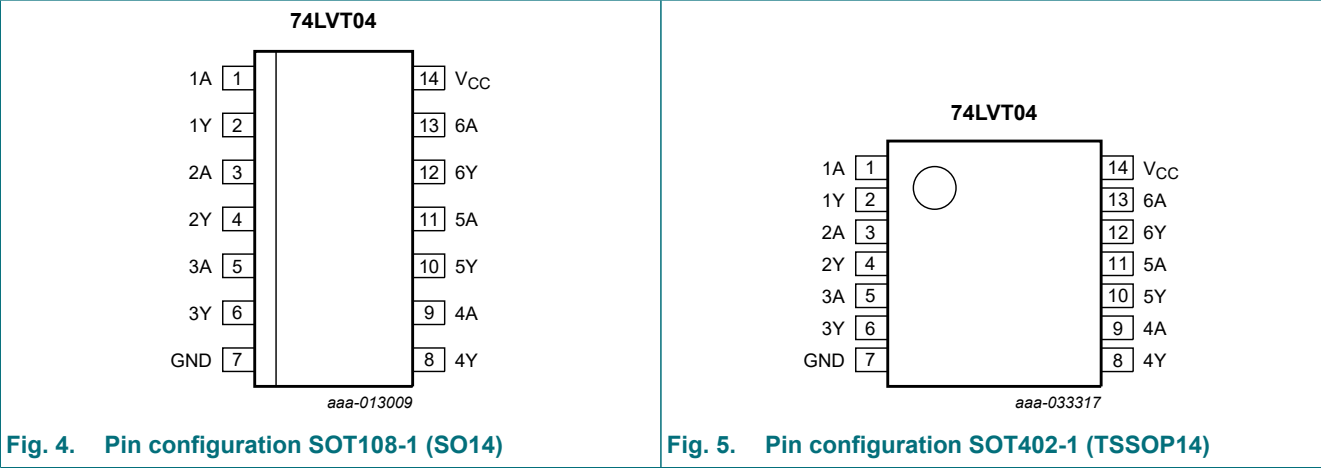 74LVT04
1A 1 14 VCC
1Y 2 13 6A
2A 3 12 6Y
2Y 4 11 5A
3A 5 10 5Y
3Y 6 9 4A
GND 7 8 4Y
aaa-013009
Fig. 4. Pin configuration SOT108-1 (SO14)
74LVT04
1A 1 14 VCC
1Y 2 13 6A
2A 3 12 6Y
2Y 4 11 5A
3A 5 10 5Y
3Y 6 9 4A
GND 7 8 4Y
aaa-033317
Fig. 5. Pin configuration SOT402-1 (TSSOP14)